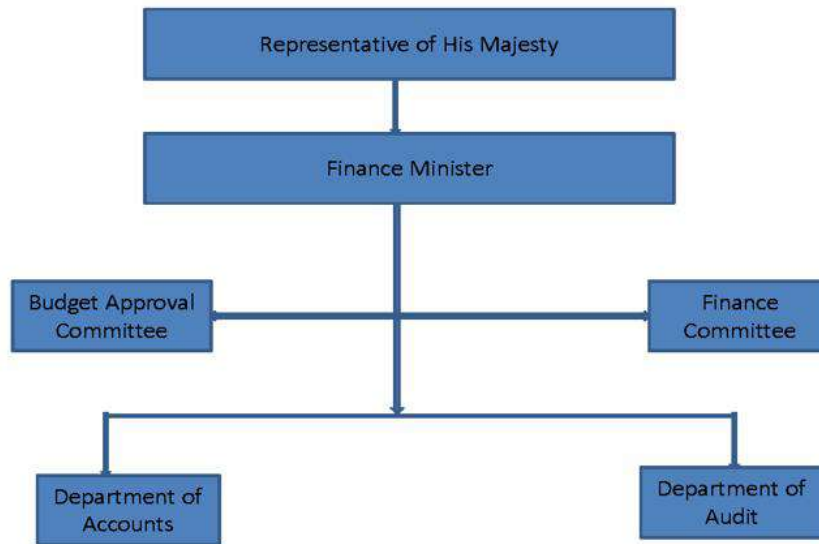 Representative of His Majesty
Finance Minister
Budget Approval
Committee
Finance
Committee
Department of
Accounts
Department of
Audit